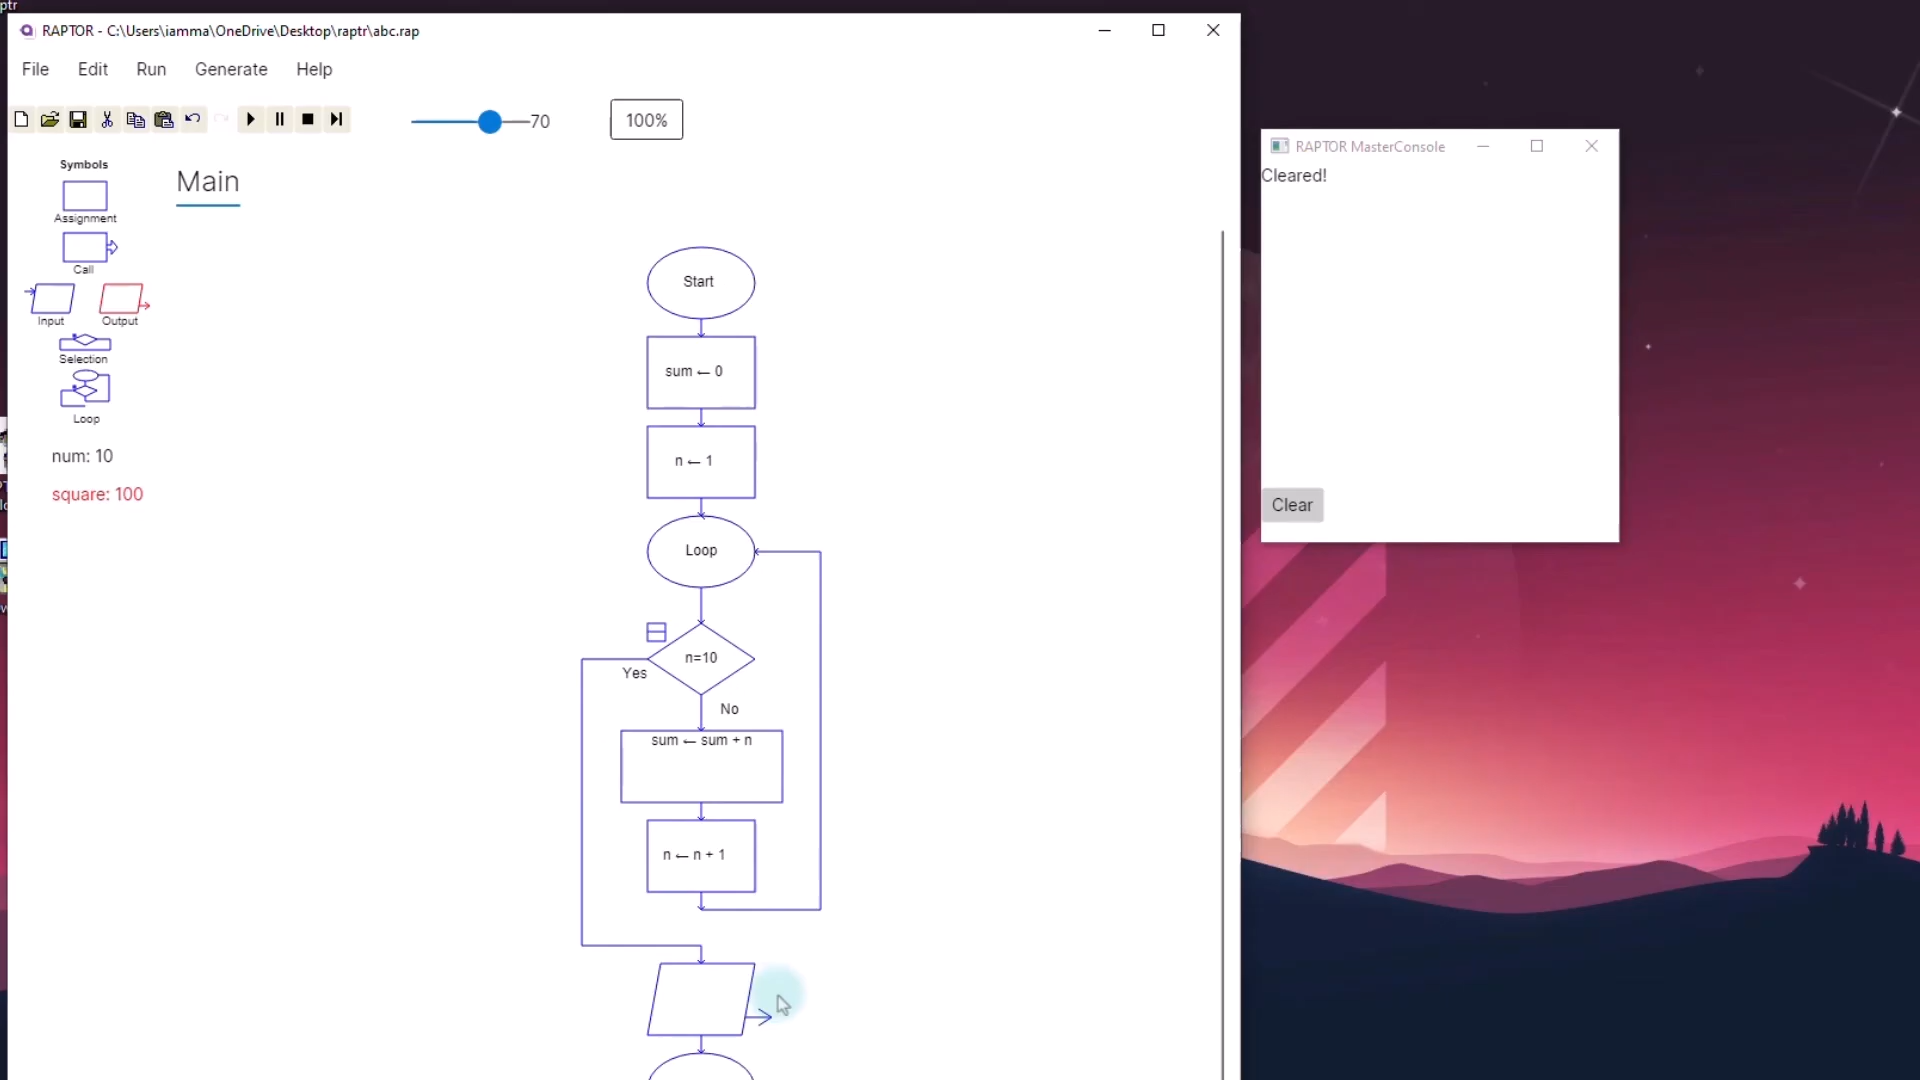 ptr
RAPTOR - C:\Users\iamma\OneDrive\Desktop\raptr\abc.rap
File Edit Run Generate Help
70
100%
Symbols
Assignment
Call
Input Output
Selection
Loop
num: 10
square: 100
Main
Start
sum ← 0
n ← 1
Loop
n=10
Yes
No
sum ← sum + n
n ← n + 1
RAPTOR MasterConsole
Cleared!
Clear